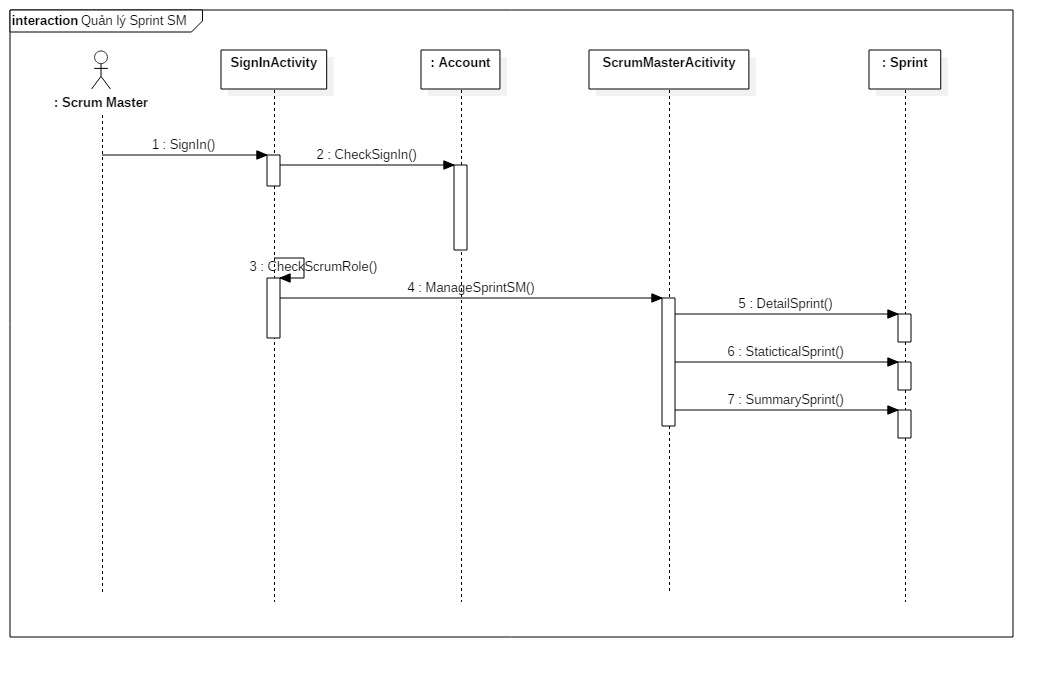 interaction Quản lý Sprint SM
SignInActivity
: Account
ScrumMasterAcitivity
: Sprint
: Scrum Master
1 : SignIn()
2 : CheckSignIn()
3 : CheckScrumRole()
4 : ManageSprintSM()
5 : DetailSprint()
6 : StaticticalSprint()
7 : SummarySprint()